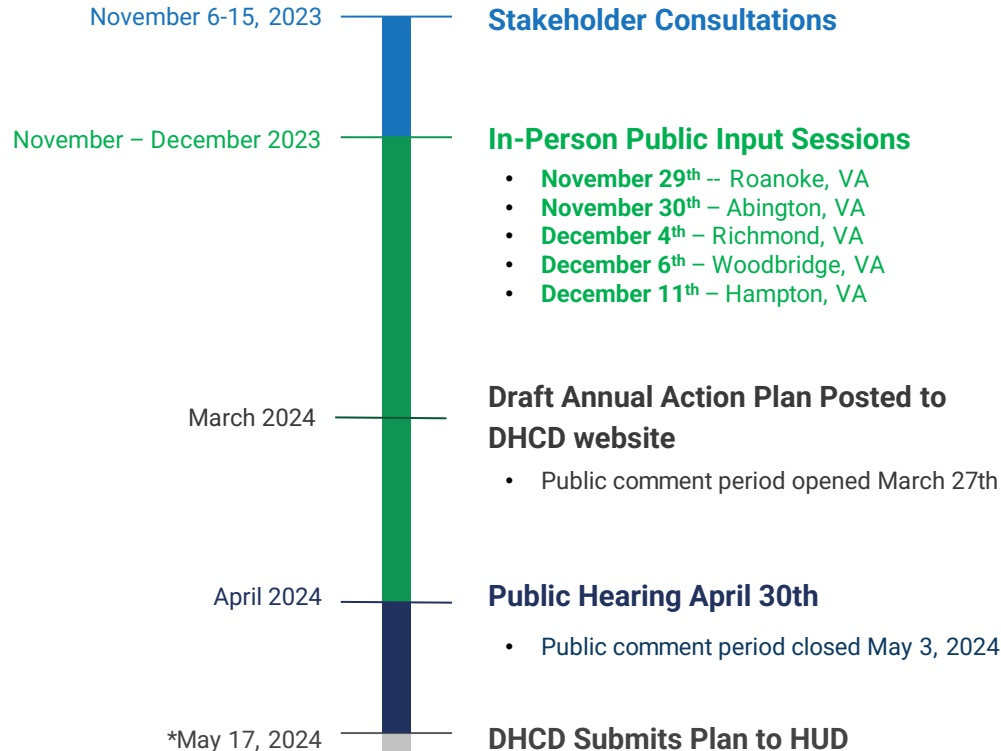 November 6-15, 2023
Stakeholder Consultations
November – December 2023
In-Person Public Input Sessions
• November 29th -- Roanoke, VA
• November 30th – Abington, VA
• December 4th – Richmond, VA
• December 6th – Woodbridge, VA
• December 11th – Hampton, VA
March 2024
Draft Annual Action Plan Posted to
DHCD website
• Public comment period opened March 27th
April 2024
Public Hearing April 30th
• Public comment period closed May 3, 2024
*May 17, 2024
DHCD Submits Plan to HUD